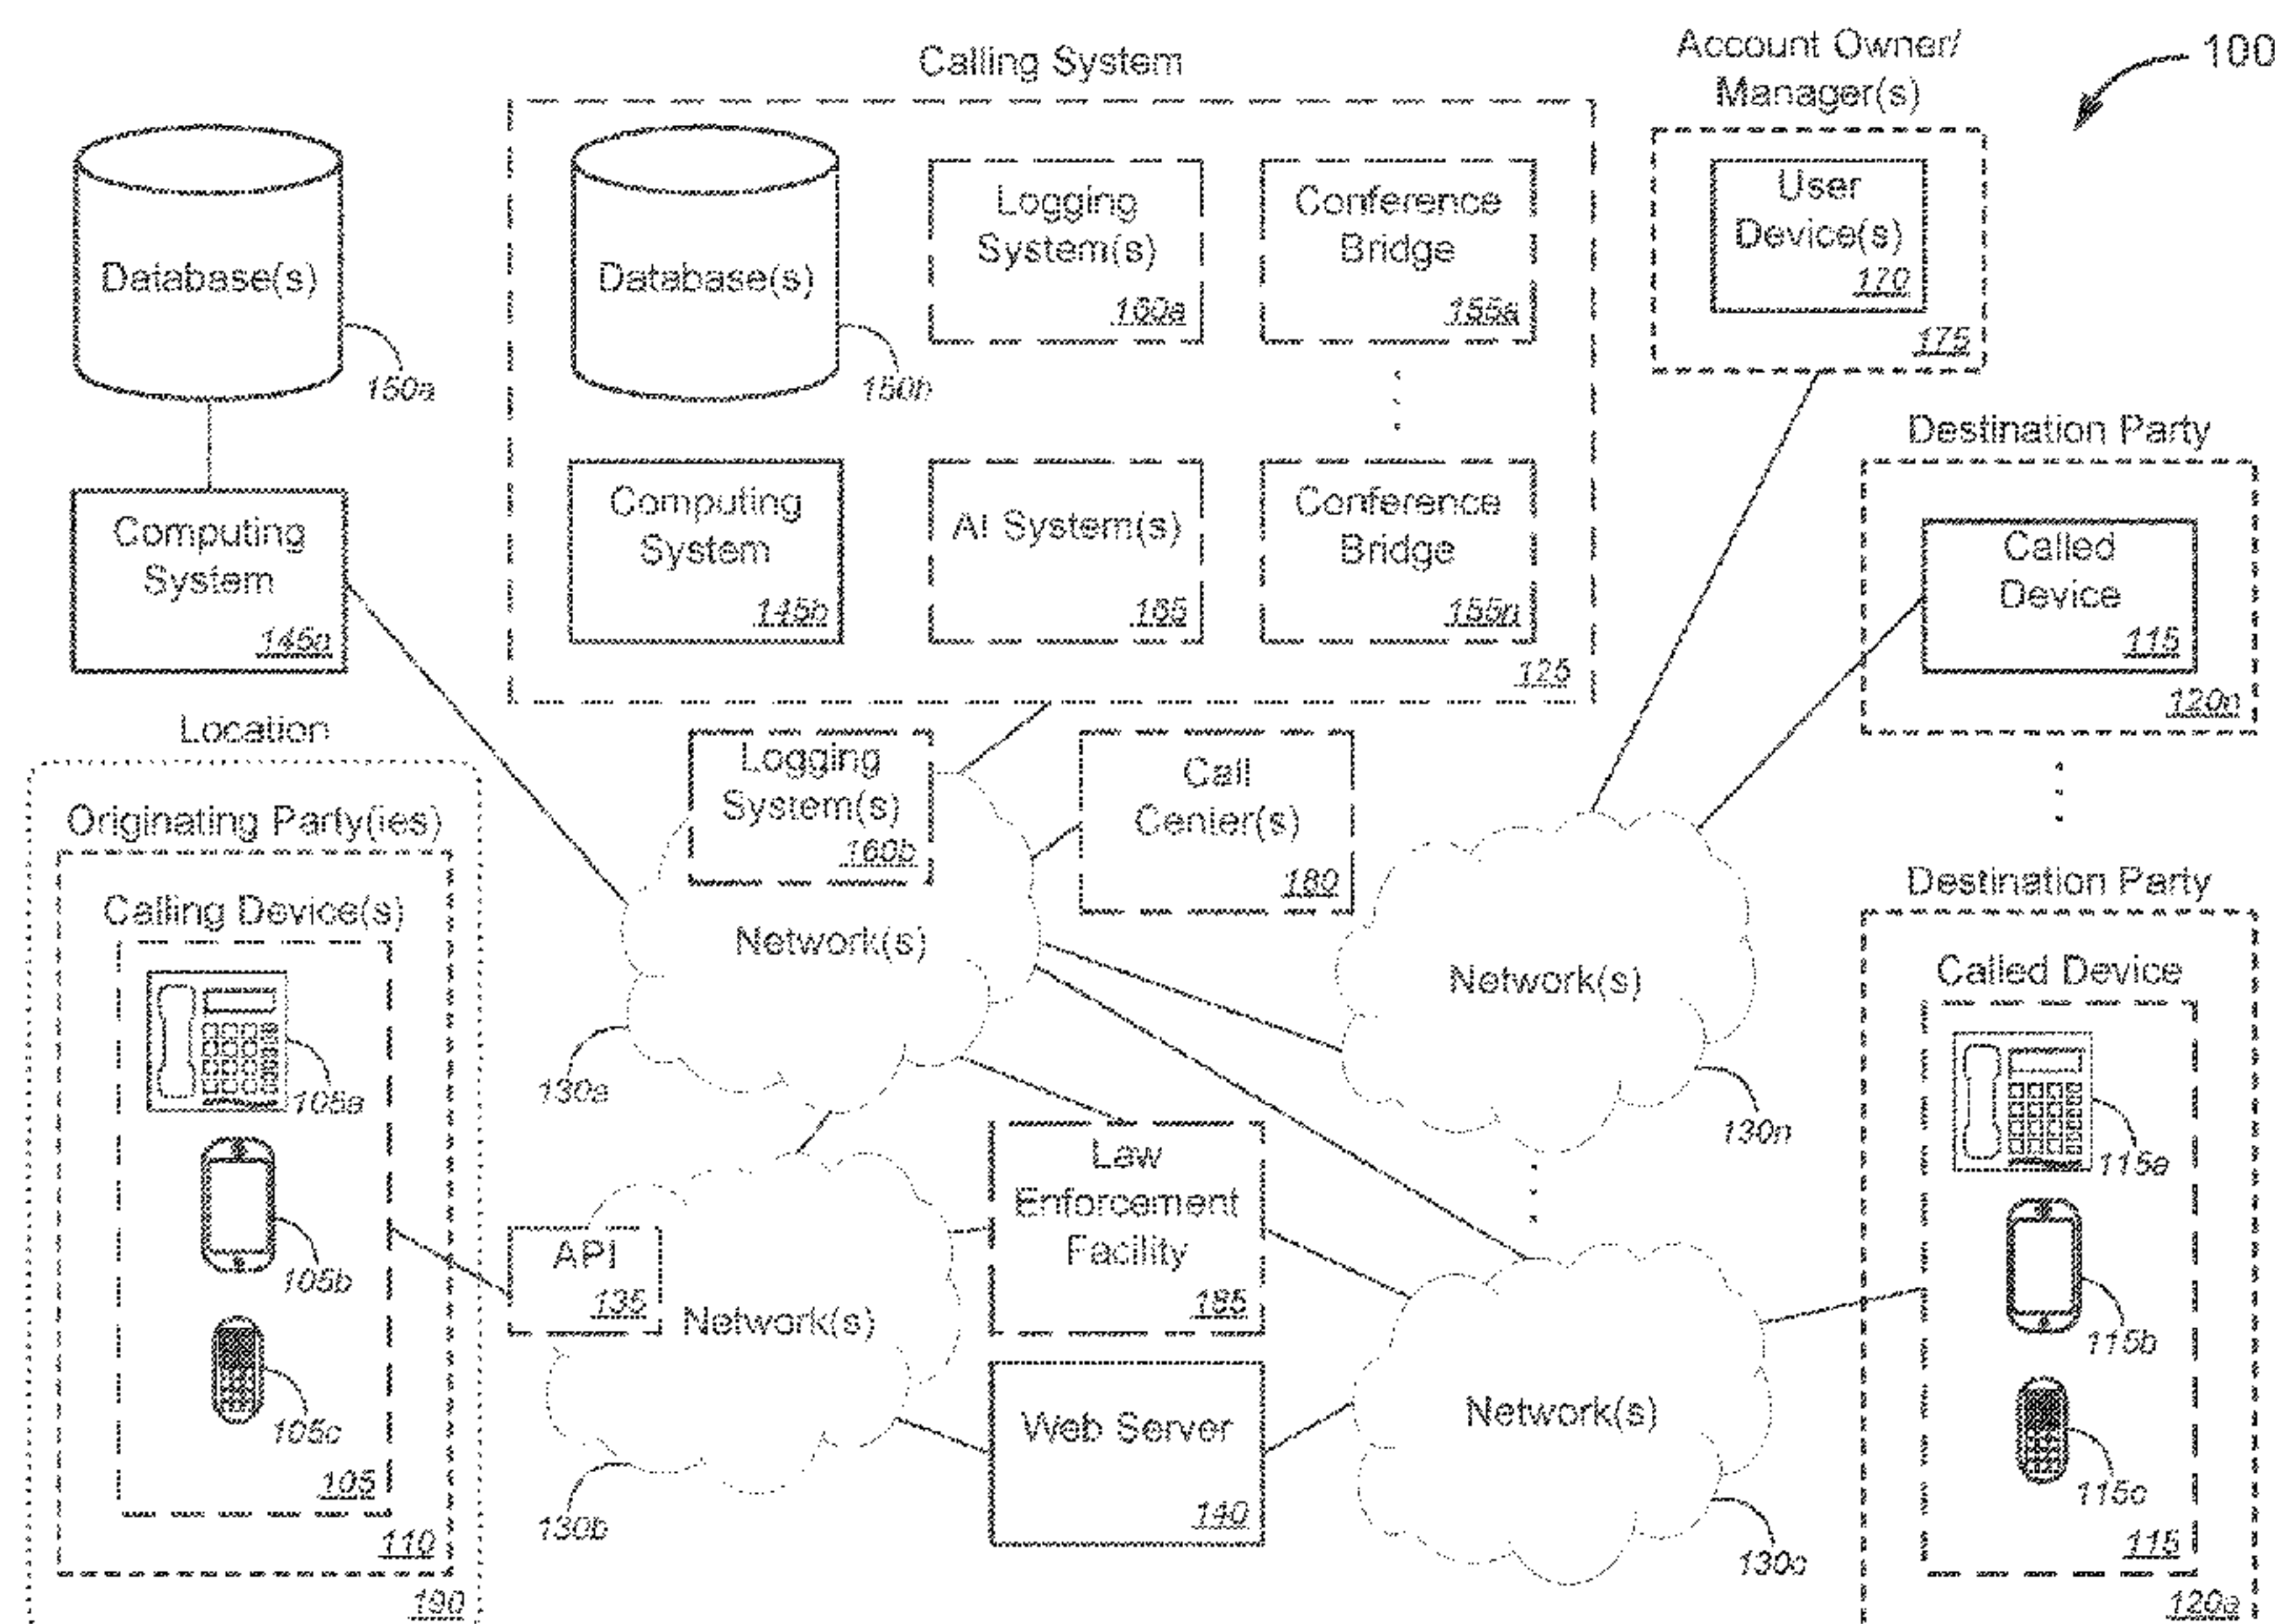 100
Calling System
Account Owner/
Manager(s)
Database(s)
150a
Database(s)
150b
Logging
System(s)
160a
Conference
Bridge
155a
User
Device(s)
170
175
Computing
System
145a
Computing
System
145b
AI System(s)
165
Conference
Bridge
155n
125
Destination Party
Called
Device
115
120n
Location
Originating Party(ies)
Calling Device(s)
105a
105b
105c
105
110
190
Logging
System(s)
160b
Network(s)
130a
Call
Center(s)
180
Network(s)
130n
API
135
Network(s)
130b
Law
Enforcement
Facility
185
Web Server
140
Network(s)
130c
Destination Party
Called Device
115a
115b
115c
115
120a